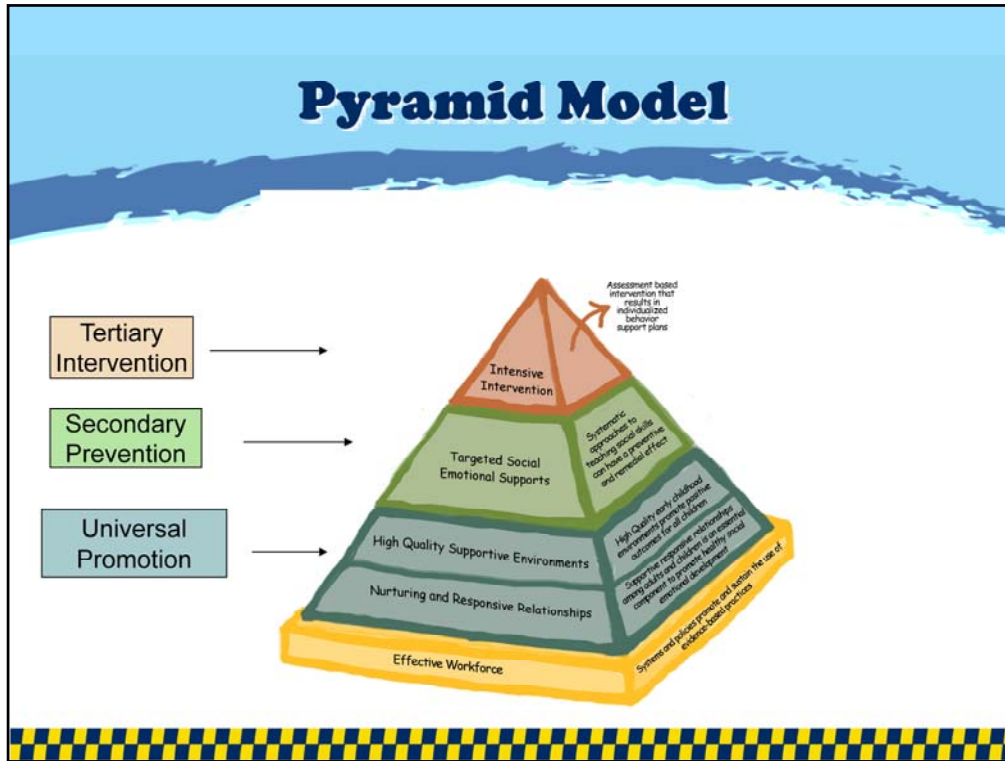 Pyramid Model
Assessment based
intervention that
results in
individualized
behavior
support plans
Tertiary
Intervention
Intensive
Intervention
Secondary
Prevention
Targeted Social
Emotional Supports
Systematic
approaches to
teaching social skills
can have a preventive
and remedial effect
Universal
Promotion
High Quality Supportive Environments
High Quality early childhood
environments promote positive
outcomes for all children
Nurturing and Responsive Relationships
Supportive responsive relationships
among adults and children is an essential
component to promote healthy social
emotional development
Effective Workforce
Systems and policies promote and sustain the use of
evidence-based practices